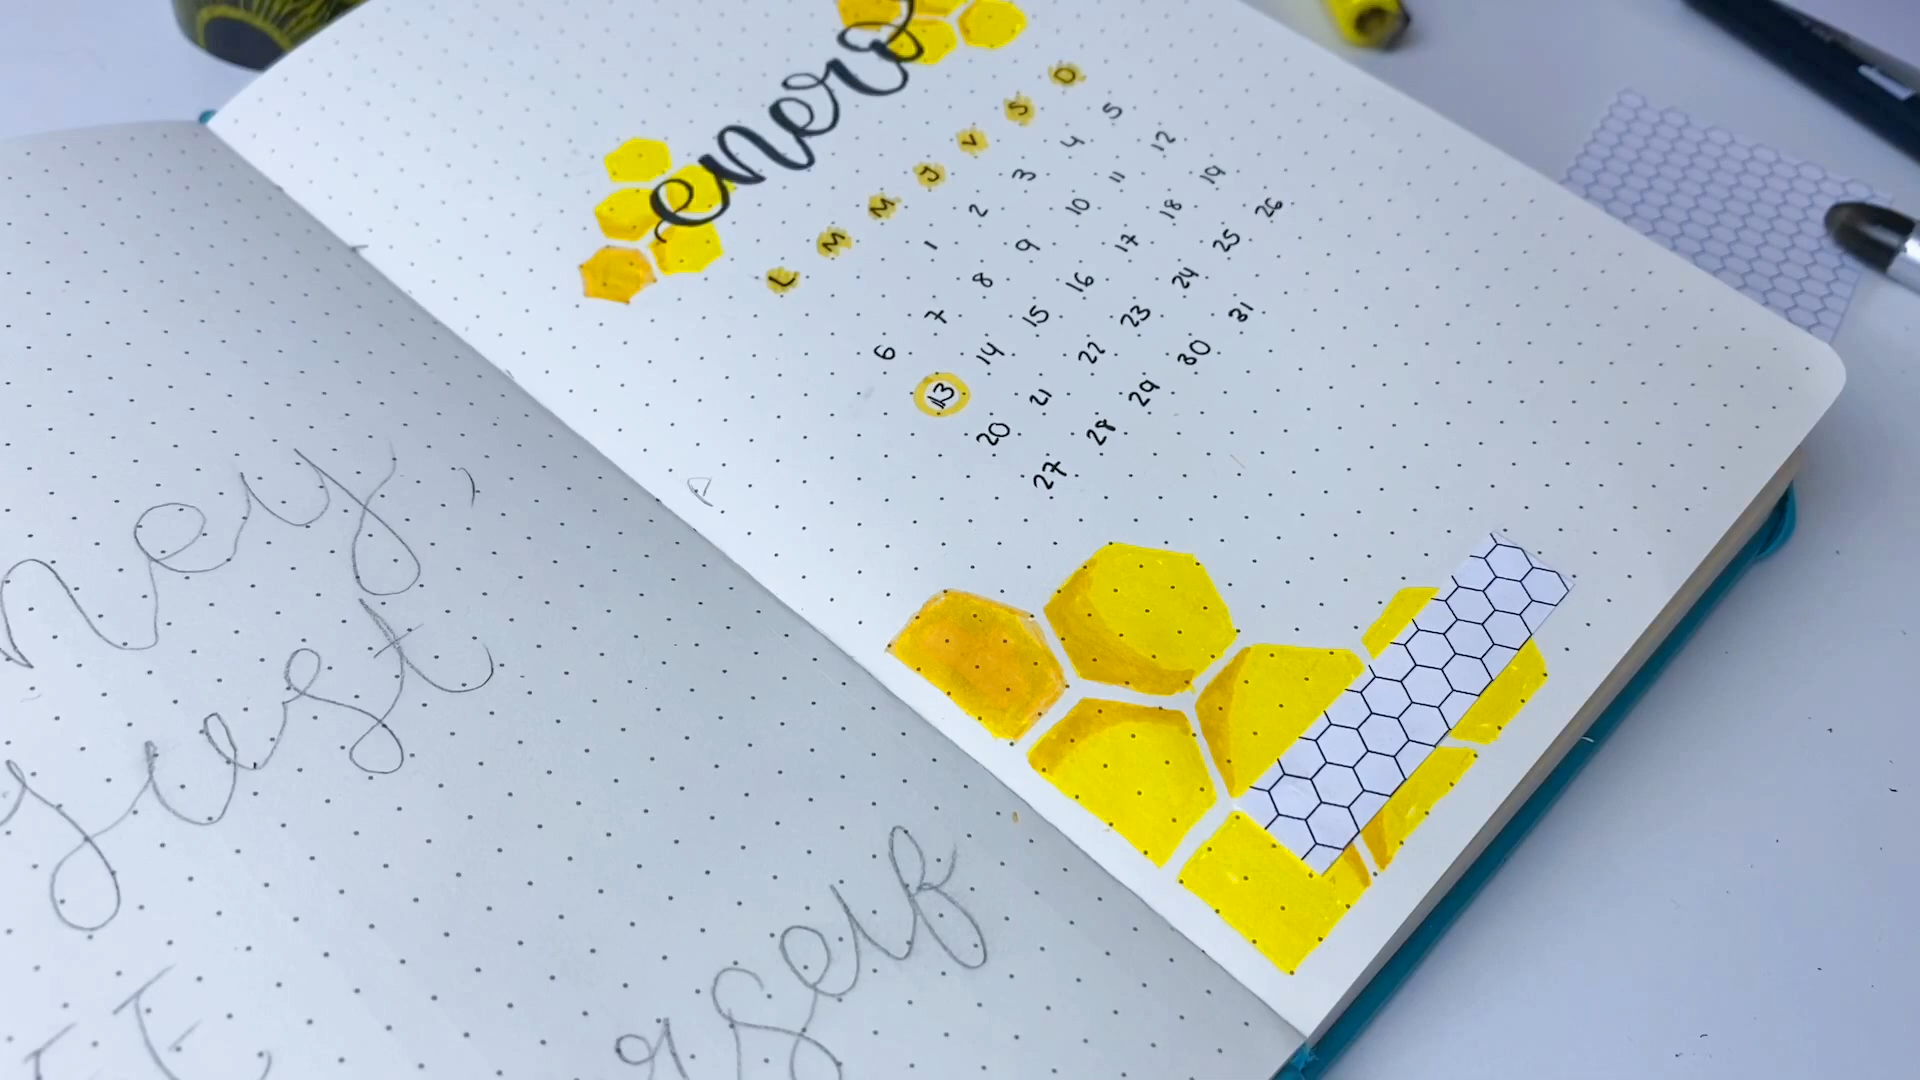 ney,
just
rself
enero
L M M J V S D
1 2 3 4 5
6 7 8 9 10 11 12
13 14 15 16 17 18 19
20 21 22 23 24 25 26
27 28 29 30 31